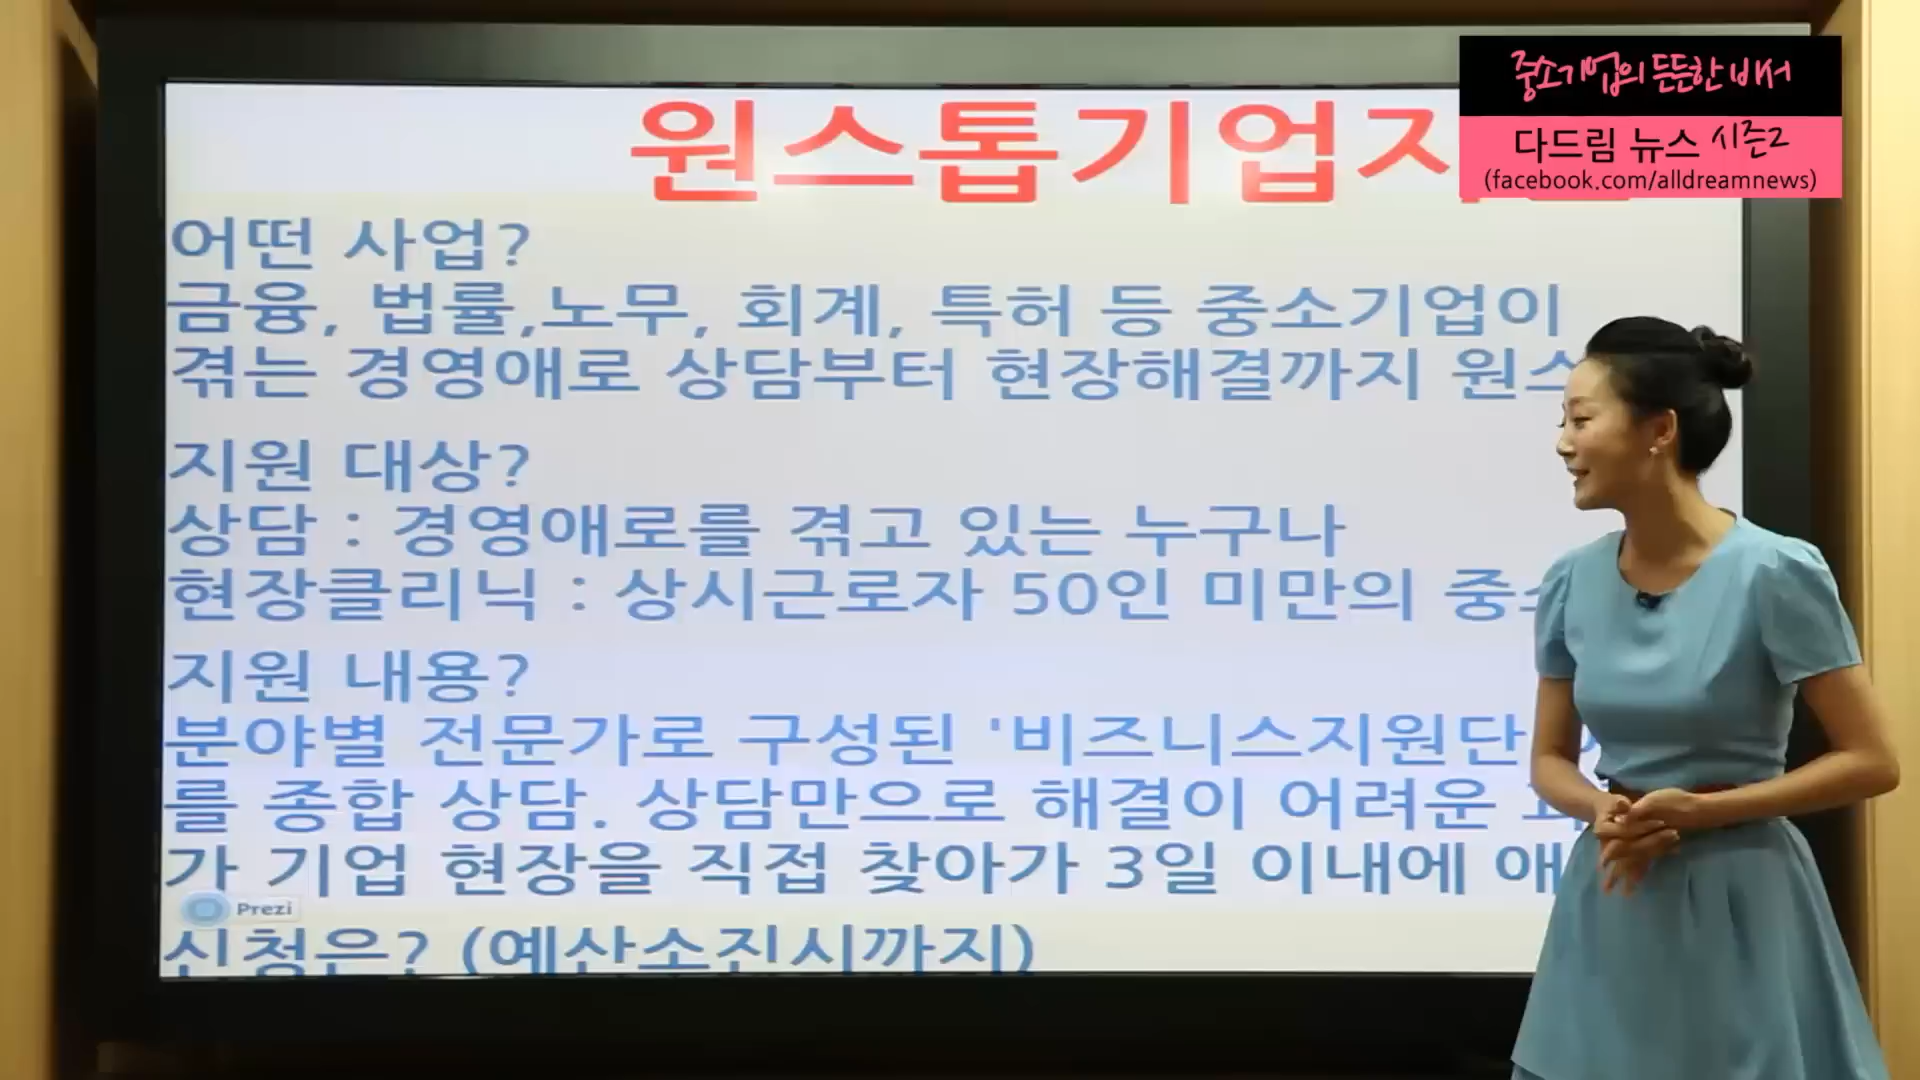 중소기업의 든든한 비서
다드림 뉴스 시즌2
(facebook.com/alldreamnews)
원스톱기업지
어떤 사업?
금융, 법률,노무, 회계, 특허 등 중소기업이
겪는 경영애로 상담부터 현장해결까지 원스
지원 대상?
상담 : 경영애로를 겪고 있는 누구나
현장클리닉 : 상시근로자 50인 미만의 중소
지원 내용?
분야별 전문가로 구성된 '비즈니스지원단
를 종합 상담. 상담만으로 해결이 어려운
가 기업 현장을 직접 찾아가 3일 이내에 애
Prezi
신청은? (예산소진시까지)